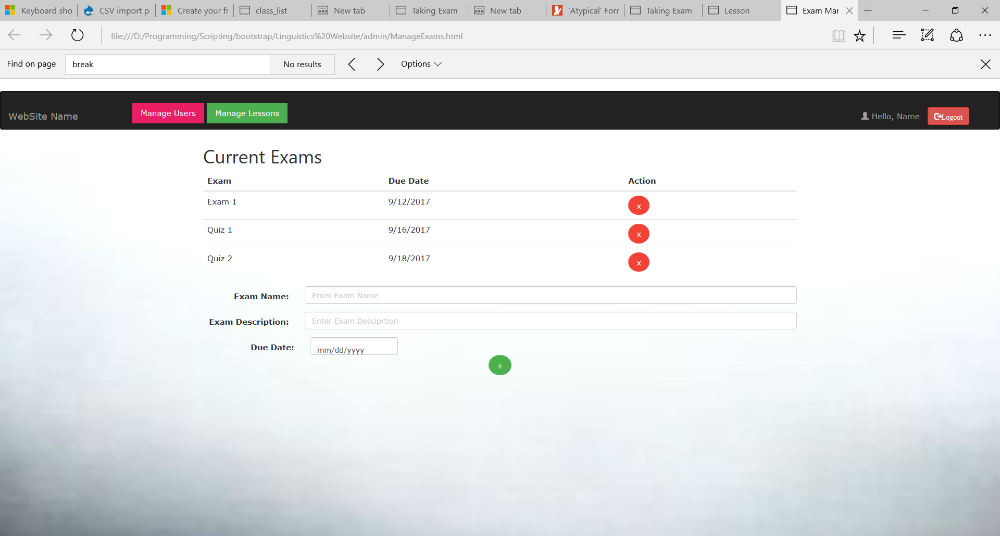 Keyboard sho CSV import p Create your fr class_list New tab Taking Exam New tab 'Atypical' Forr Taking Exam Lesson Exam Mar
file:///D:/Programming/Scripting/bootstrap/Linguistics%20Website/admin/ManageExams.html
Find on page break No results Options
WebSite Name Manage Users Manage Lessons Hello, Name Logout
Current Exams
Exam Due Date Action
Exam 1 9/12/2017 x
Quiz 1 9/16/2017 x
Quiz 2 9/18/2017 x
Exam Name: Enter Exam Name
Exam Description: Enter Exam Desciprtion
Due Date: mm/dd/yyyy
+